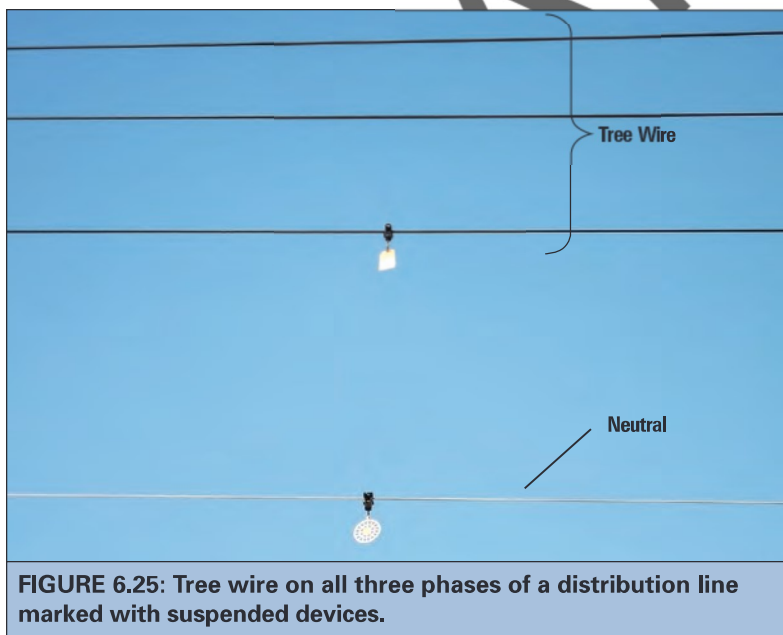 Tree Wire
Neutral
FIGURE 6.25: Tree wire on all three phases of a distribution line
marked with suspended devices.